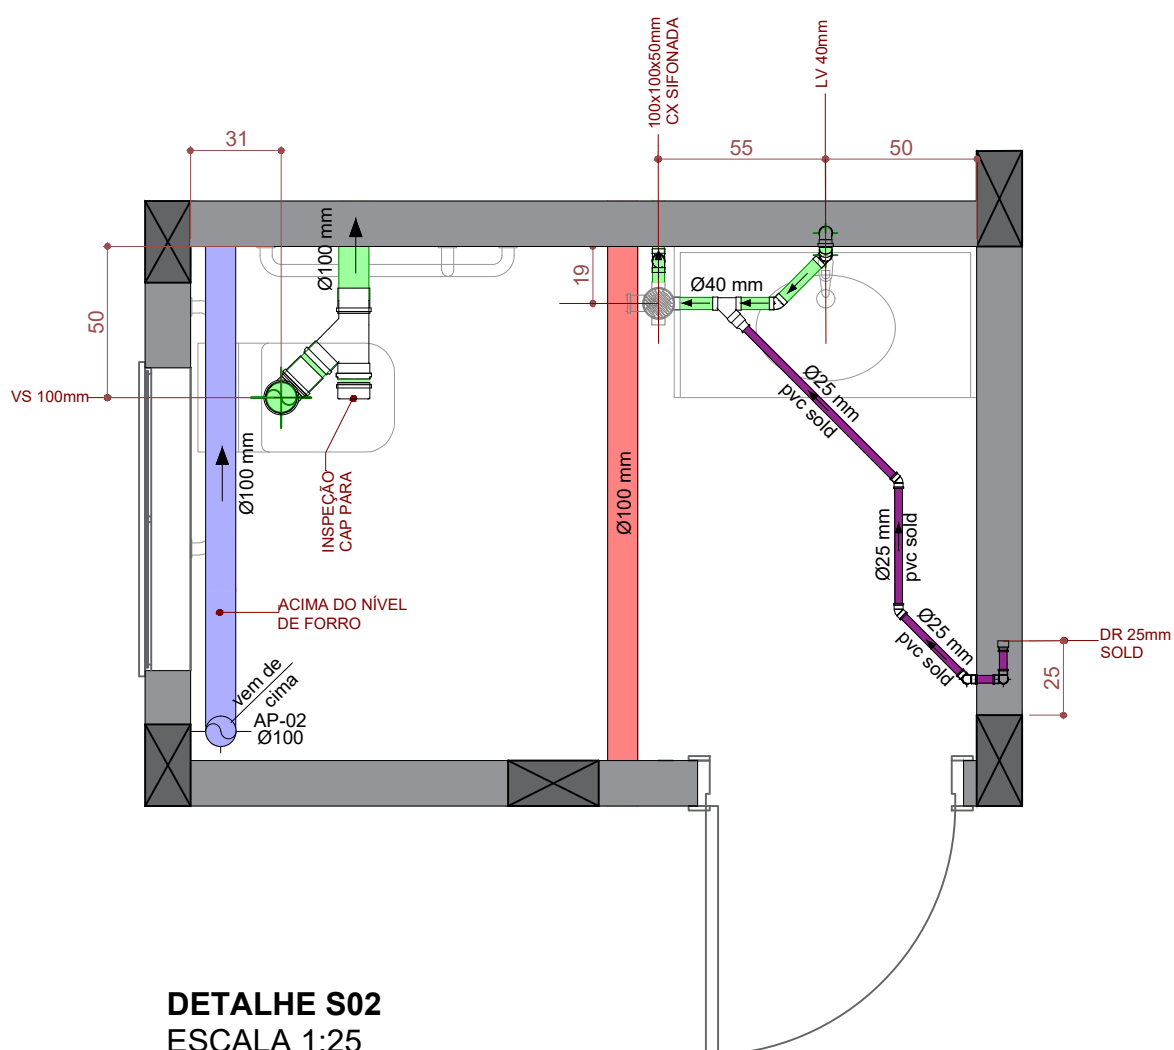 100x100x50mm
CX SIFONADA
LV 40mm
31
55
50
Ø100 mm
19
Ø40 mm
50
VS 100mm
Ø25 mm
pvc sold
Ø100 mm
INSPEÇÃO
CAP PARA
Ø100 mm
Ø25 mm
pvc sold
ACIMA DO NÍVEL
DE FORRO
Ø25 mm
pvc sold
DR 25mm
SOLD
25
vem de
cima
AP-02
Ø100
DETALHE S02
ESCALA 1:25